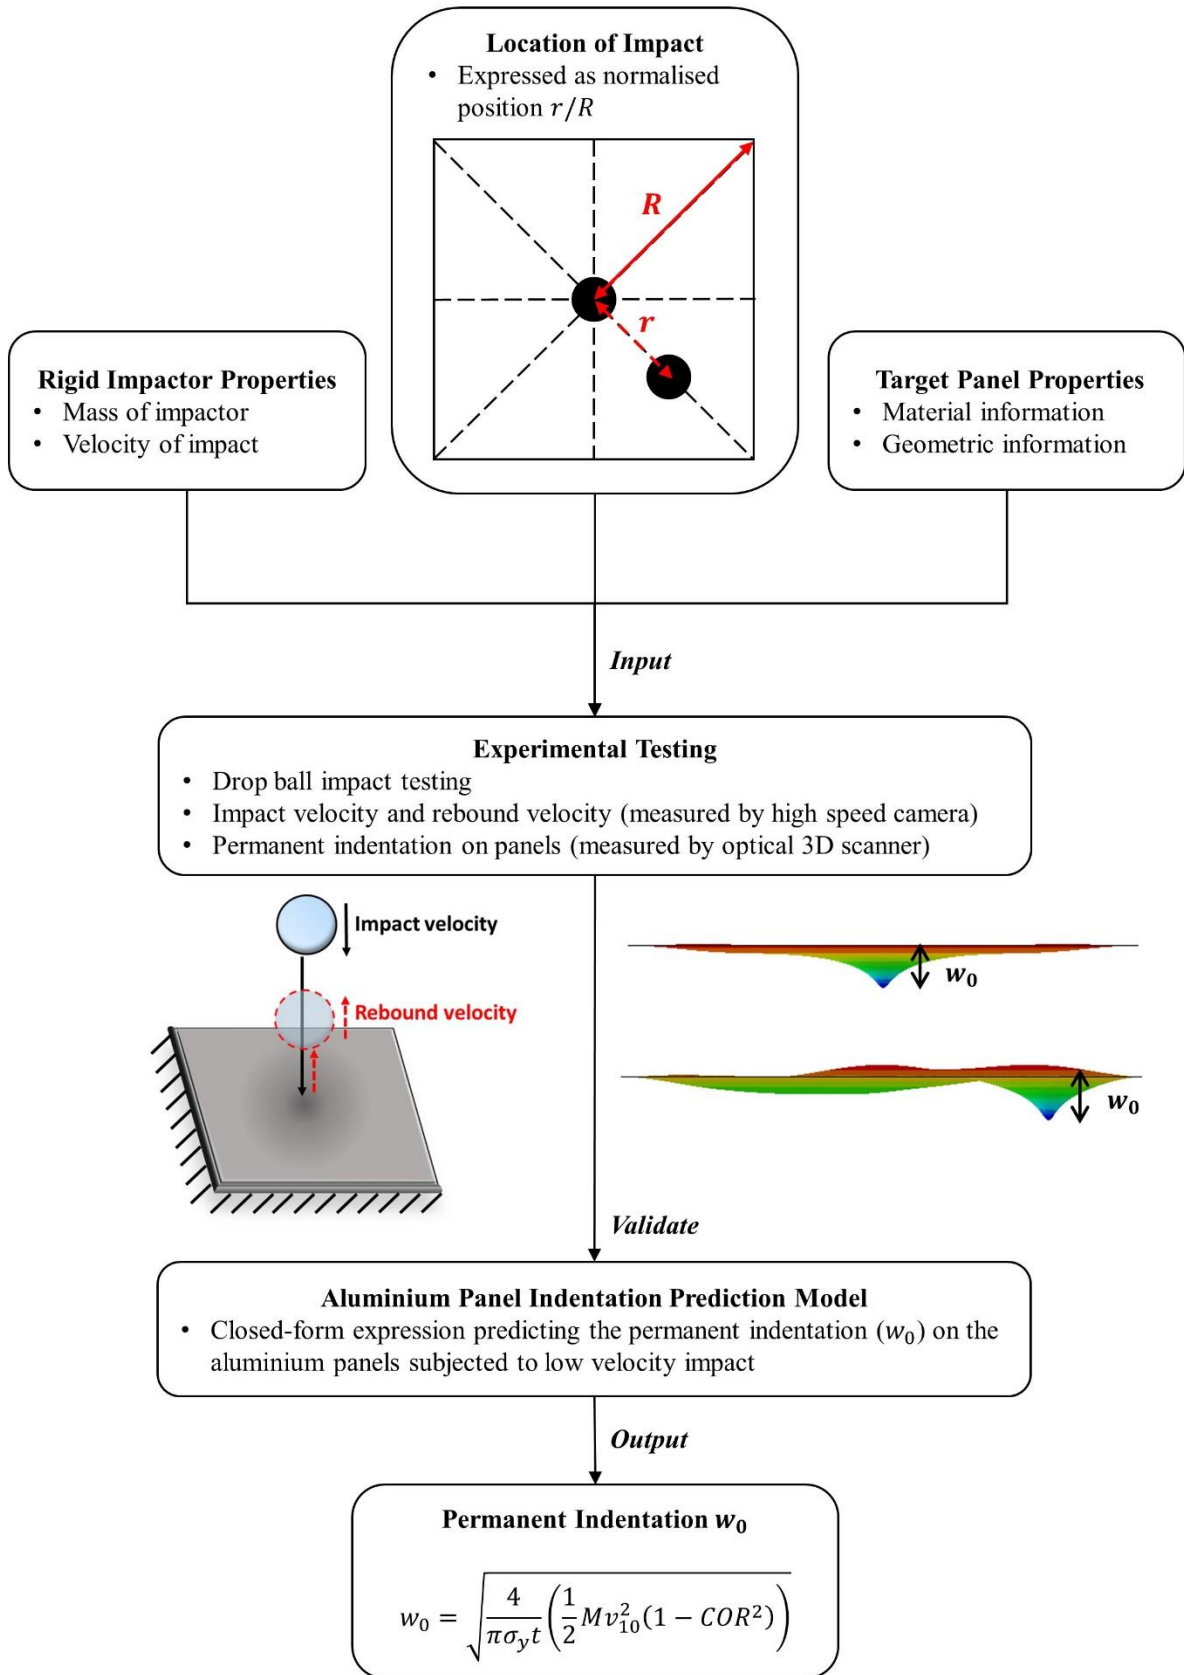 Location of Impact
• Expressed as normalised
position r/R
R
r
Rigid Impactor Properties
• Mass of impactor
• Velocity of impact
Target Panel Properties
• Material information
• Geometric information
Input
Experimental Testing
• Drop ball impact testing
• Impact velocity and rebound velocity (measured by high speed camera)
• Permanent indentation on panels (measured by optical 3D scanner)
Impact velocity
Rebound velocity
w₀
w₀
Validate
Aluminium Panel Indentation Prediction Model
• Closed-form expression predicting the permanent indentation (w₀) on the
aluminium panels subjected to low velocity impact
Output
Permanent Indentation w₀
w₀ = √(4/(πσ_y t) (1/2 Mv₁₀² (1 − COR²)))